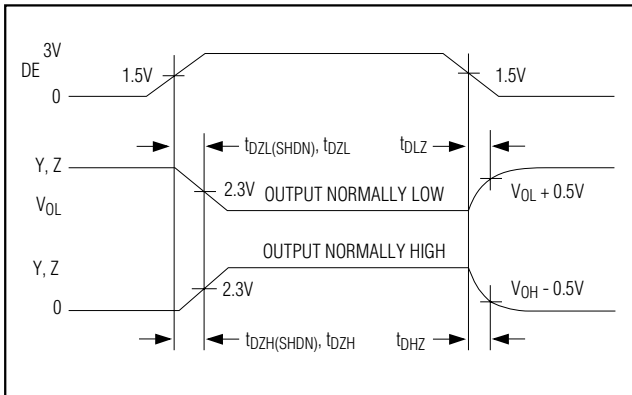 3V
DE
1.5V
1.5V
0
tDZL(SHDN), tDZL
tDLZ
Y, Z
2.3V
OUTPUT NORMALLY LOW
VOL + 0.5V
VOL
OUTPUT NORMALLY HIGH
Y, Z
2.3V
VOH - 0.5V
0
tDZH(SHDN), tDZH
tDHZ